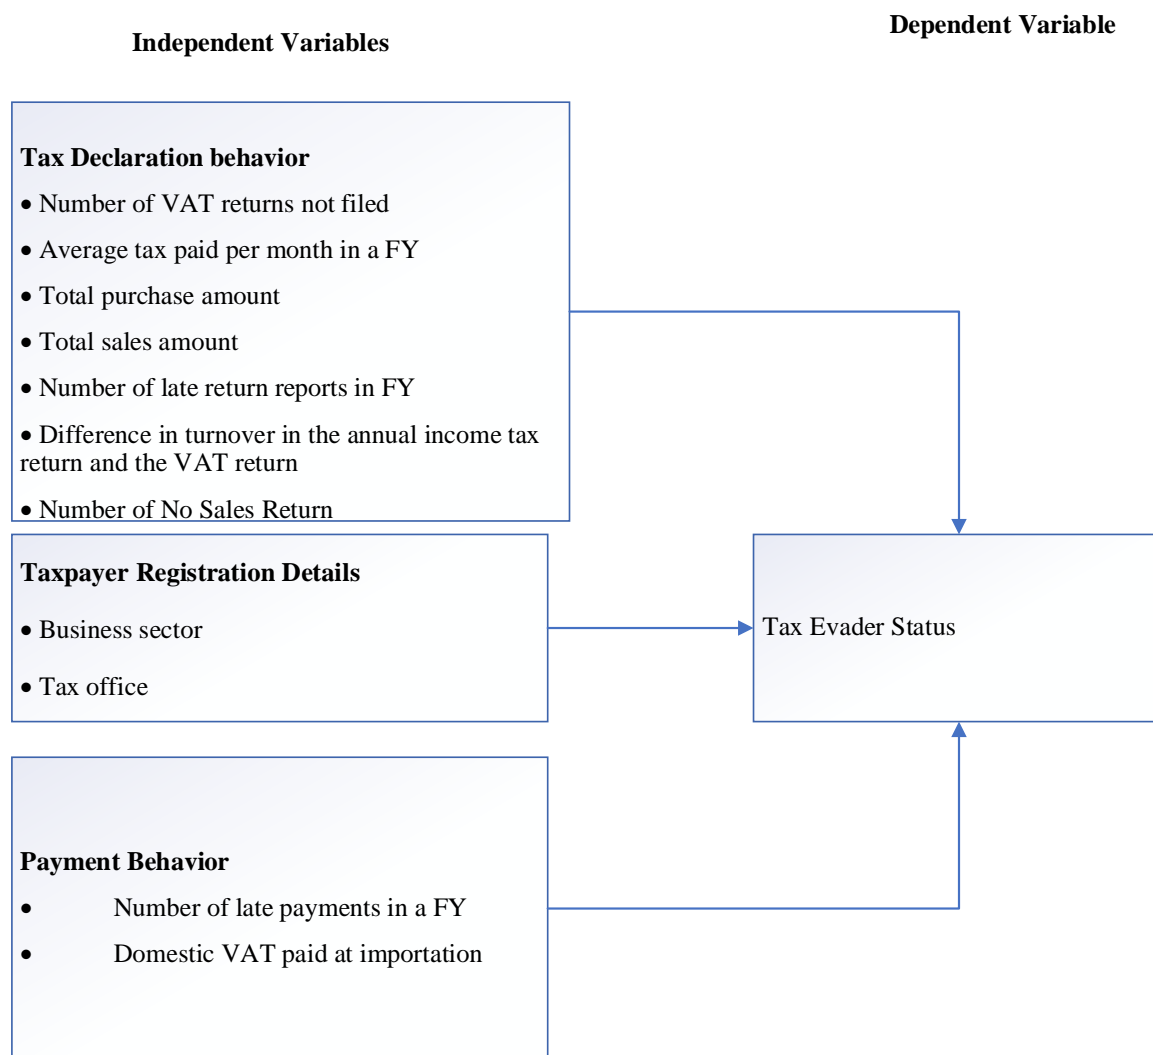 Independent Variables
Dependent Variable
Tax Declaration behavior
• Number of VAT returns not filed
• Average tax paid per month in a FY
• Total purchase amount
• Total sales amount
• Number of late return reports in FY
• Difference in turnover in the annual income tax
return and the VAT return
• Number of No Sales Return
Taxpayer Registration Details
• Business sector
• Tax office
Tax Evader Status
Payment Behavior
• Number of late payments in a FY
• Domestic VAT paid at importation